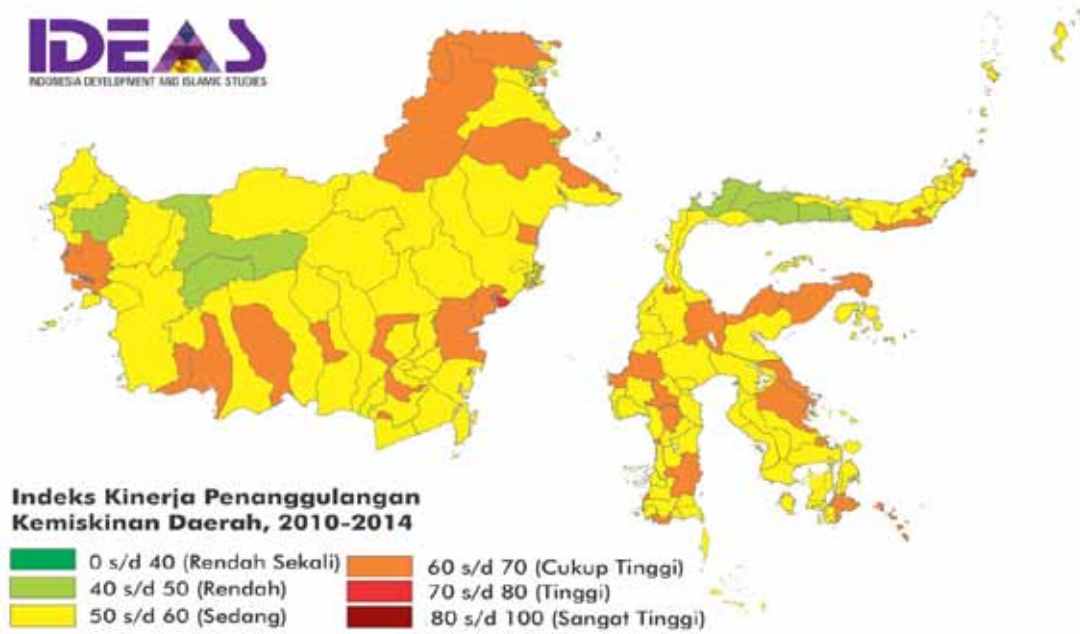 IDEAS
INDONESIA DEVELOPMENT AND ISLAMIC STUDIES
Indeks Kinerja Penanggulangan
Kemiskinan Daerah, 2010-2014
0 s/d 40 (Rendah Sekali)
40 s/d 50 (Rendah)
50 s/d 60 (Sedang)
60 s/d 70 (Cukup Tinggi)
70 s/d 80 (Tinggi)
80 s/d 100 (Sangat Tinggi)